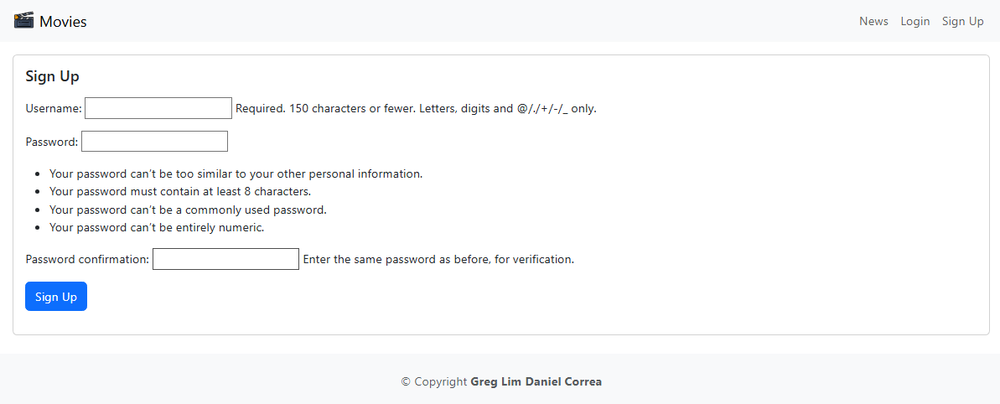 Movies News Login Sign Up
Sign Up
Username: Required. 150 characters or fewer. Letters, digits and @/./+/-/_ only.
Password:
Your password can't be too similar to your other personal information.
Your password must contain at least 8 characters.
Your password can't be a commonly used password.
Your password can't be entirely numeric.
Password confirmation: Enter the same password as before, for verification.
Sign Up
© Copyright Greg Lim Daniel Correa